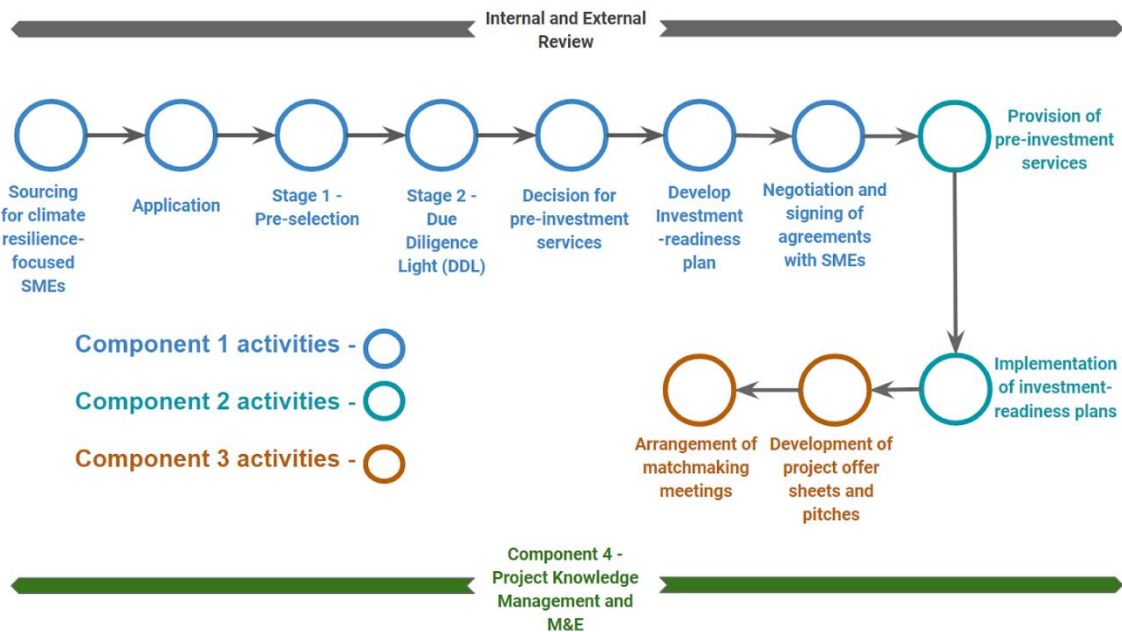 Internal and External
Review
Sourcing
for climate
resilience-
focused
SMEs
Application
Stage 1 -
Pre-selection
Stage 2 -
Due
Diligence
Light (DDL)
Decision for
pre-investment
services
Develop
Investment
-readiness
plan
Negotiation and
signing of
agreements
with SMEs
Provision of
pre-investment
services
Implementation
of investment-
readiness plans
Development of
project offer
sheets and
pitches
Arrangement of
matchmaking
meetings
Component 1 activities -
Component 2 activities -
Component 3 activities -
Component 4 -
Project Knowledge
Management and
M&E